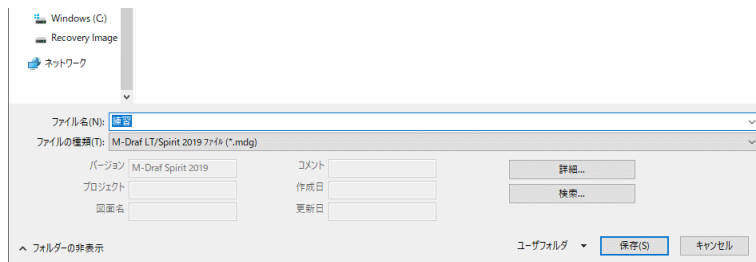 Windows (C:)
Recovery Image
ネットワーク
ファイル名(N): 練習
ファイルの種類(T): M-Draf LT/Spirit 2019 ファイル (*.mdg)
バージョン M-Draf Spirit 2019 コメント 詳細...
プロジェクト 作成日 検索...
図面名 更新日
フォルダーの非表示 ユーザフォルダ 保存(S) キャンセル